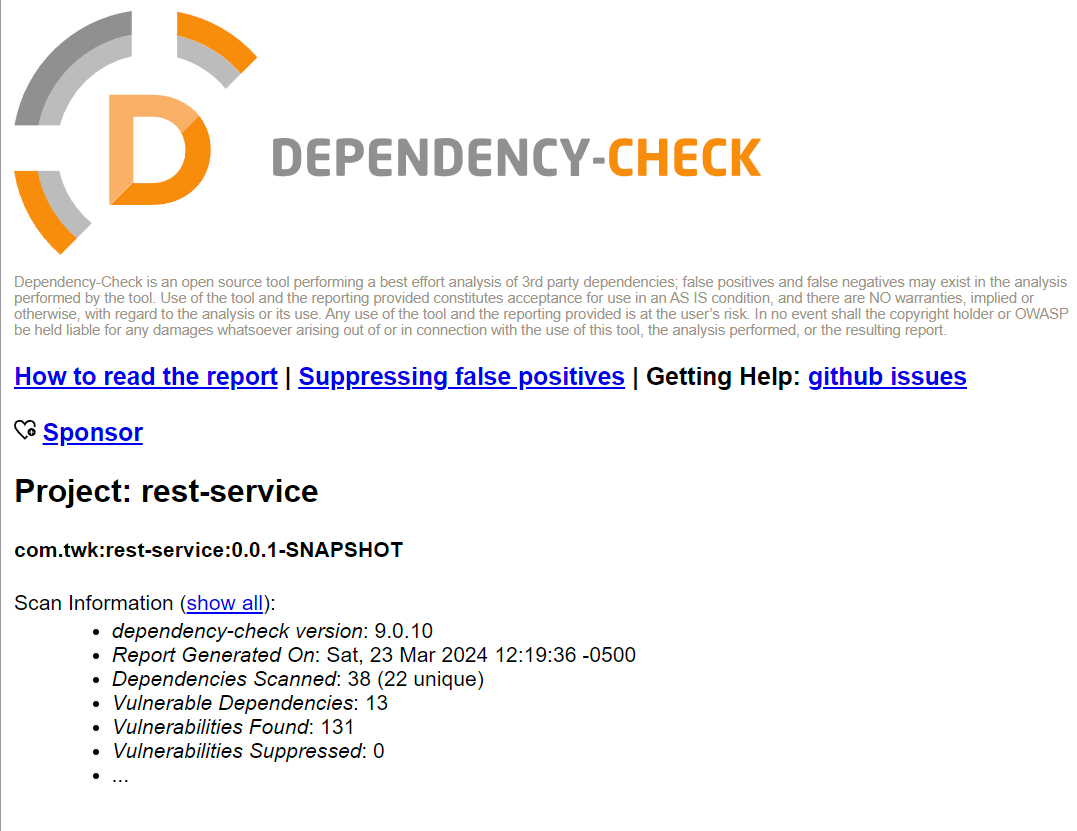 D
DEPENDENCY-CHECK
Dependency-Check is an open source tool performing a best effort analysis of 3rd party dependencies; false positives and false negatives may exist in the analysis
performed by the tool. Use of the tool and the reporting provided constitutes acceptance for use in an AS IS condition, and there are NO warranties, implied or
otherwise, with regard to the analysis or its use. Any use of the tool and the reporting provided is at the user’s risk. In no event shall the copyright holder or OWASP
be held liable for any damages whatsoever arising out of or in connection with the use of this tool, the analysis performed, or the resulting report.
How to read the report | Suppressing false positives | Getting Help: github issues
Sponsor
Project: rest-service
com.twk:rest-service:0.0.1-SNAPSHOT
Scan Information (show all):
• dependency-check version: 9.0.10
• Report Generated On: Sat, 23 Mar 2024 12:19:36 -0500
• Dependencies Scanned: 38 (22 unique)
• Vulnerable Dependencies: 13
• Vulnerabilities Found: 131
• Vulnerabilities Suppressed: 0
• ...